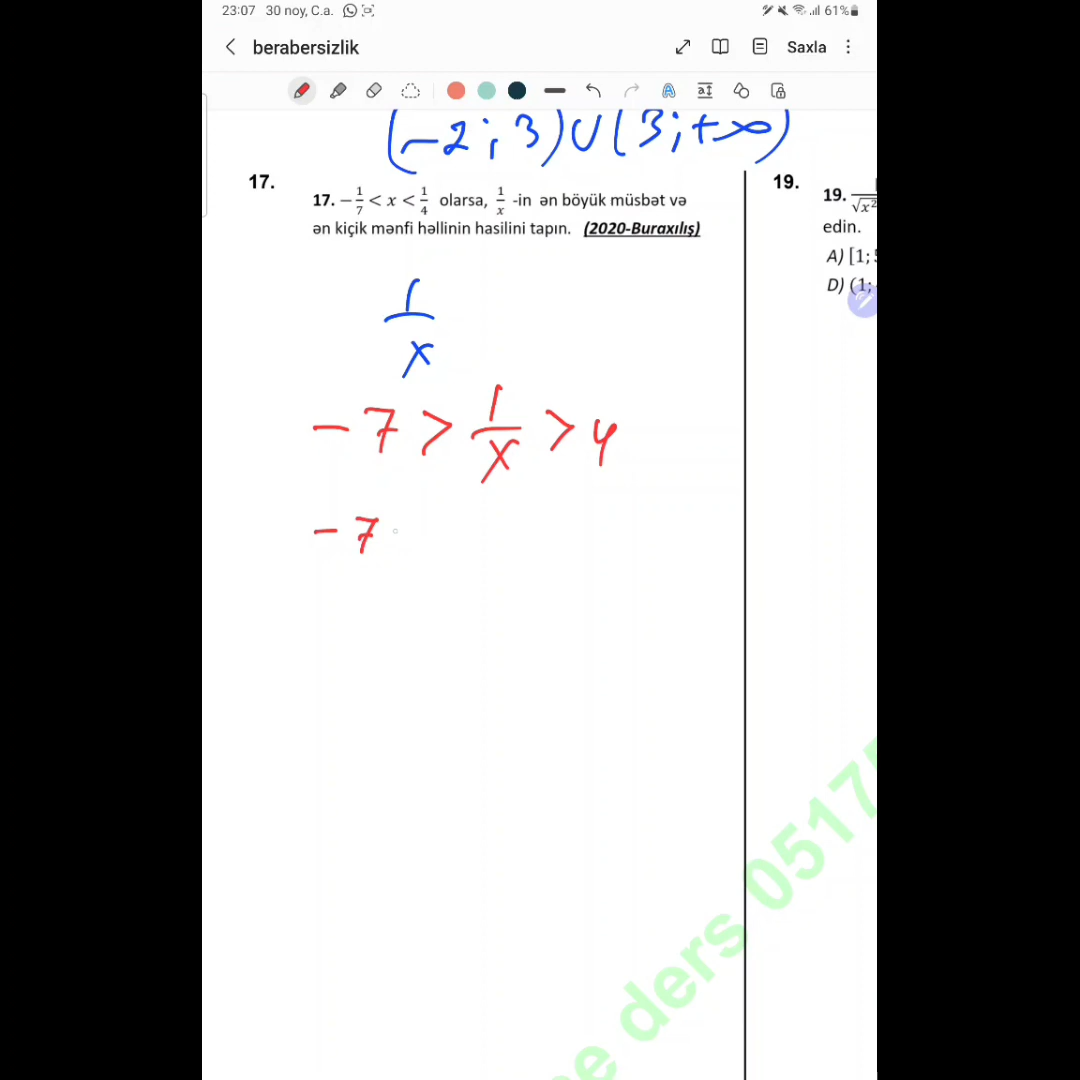 23:07 30 noy, C.a. 61%
berabersizlik Saxla
(-2; 3) ∪ (3; +∞)
17.
17. -1/7 < x < 1/4 olarsa, 1/x -in ən böyük müsbət və
ən kiçik mənfi həllinin hasilini tapın. (2020-Buraxılış)
1/x
-7 > 1/x > 4
-7
19.
19. √x²
edin.
A) [1;
D) (1;
se ders 0517